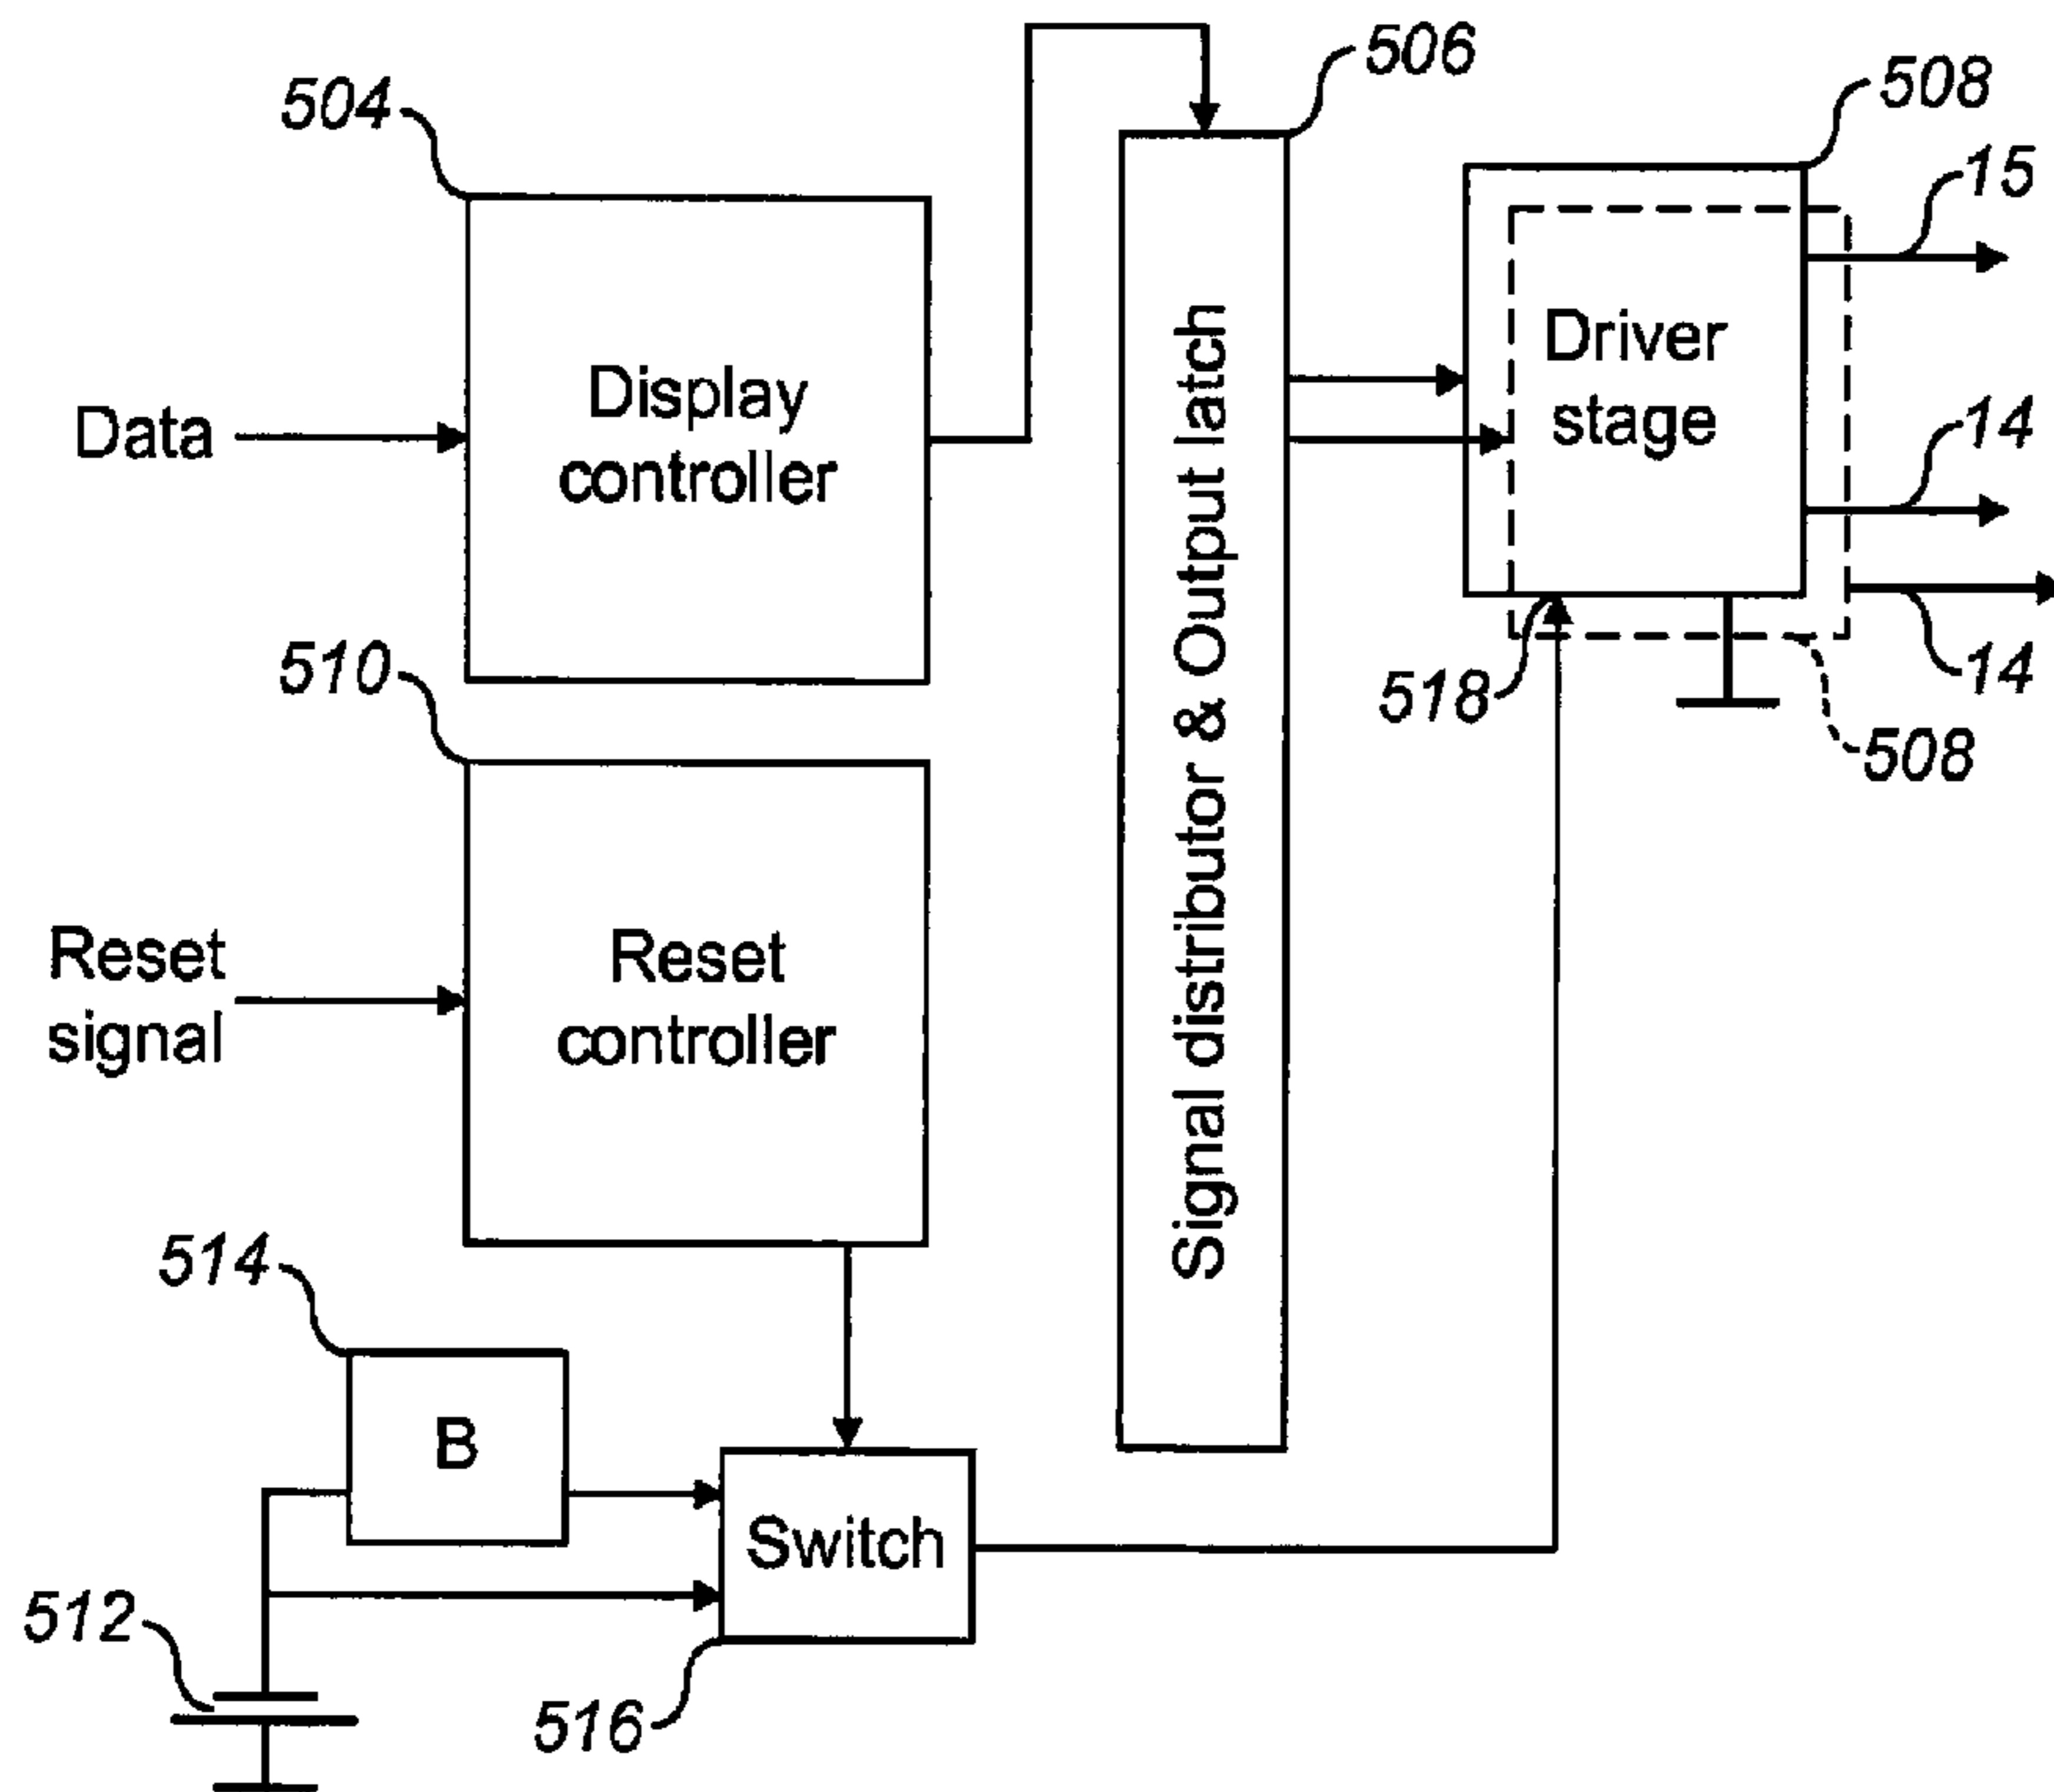 506
508
504
15
Display
controller
Data
Driver
stage
14
14
510
518
508
Signal distributor & Output latch
Reset
signal
Reset
controller
514
B
Switch
512
516